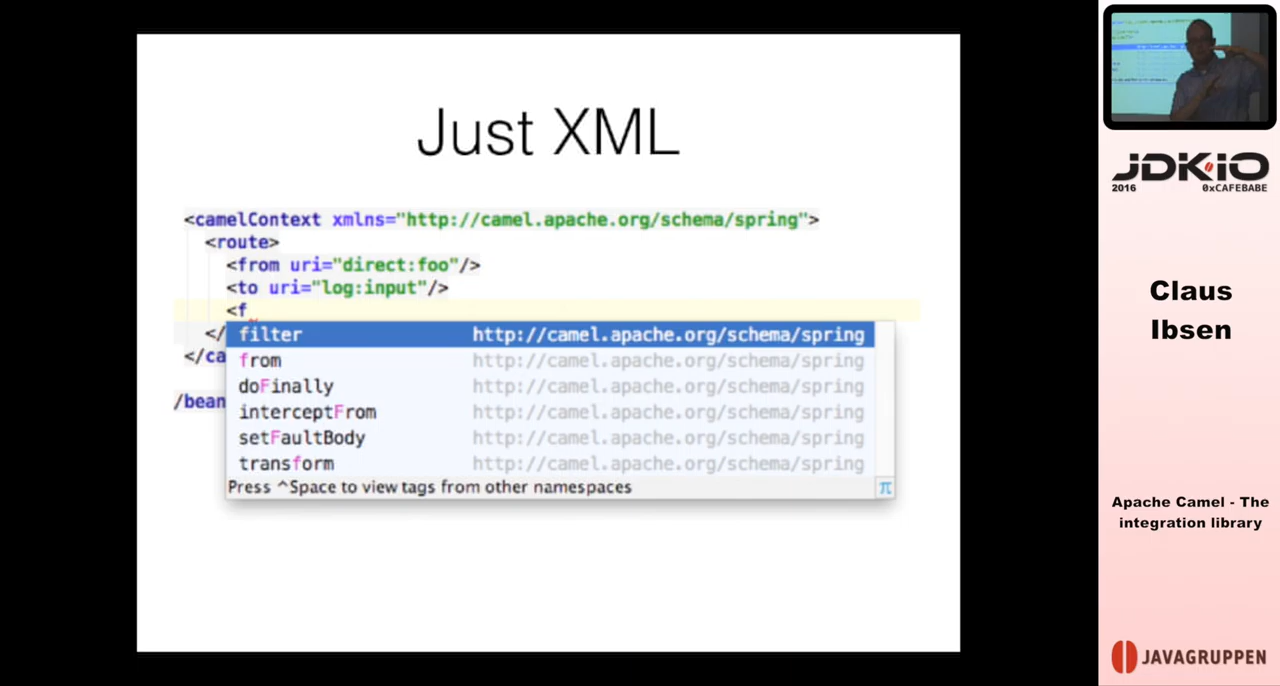 Just XML
<camelContext xmlns="http://camel.apache.org/schema/spring">
<route>
<from uri="direct:foo"/>
<to uri="log:input"/>
<f
</
filter http://camel.apache.org/schema/spring
</ca
from http://camel.apache.org/schema/spring
doFinally http://camel.apache.org/schema/spring
/bean
interceptFrom http://camel.apache.org/schema/spring
setFaultBody http://camel.apache.org/schema/spring
transform http://camel.apache.org/schema/spring
Press ^Space to view tags from other namespaces
π
JDK.iO
2016 0xCAFEBABE
Claus
Ibsen
Apache Camel - The
integration library
JAVAGRUPPEN